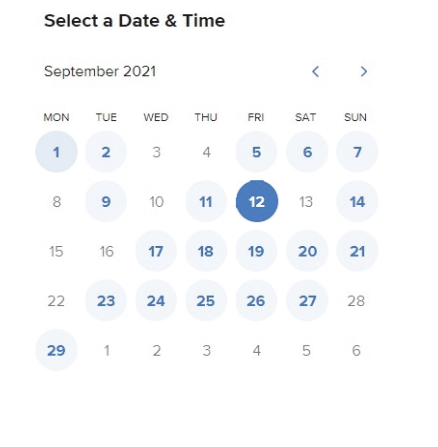 Select a Date & Time
September 2021
MON TUE WED THU FRI SAT SUN
1 2 3 4 5 6 7
8 9 10 11 12 13 14
15 16 17 18 19 20 21
22 23 24 25 26 27 28
29 1 2 3 4 5 6